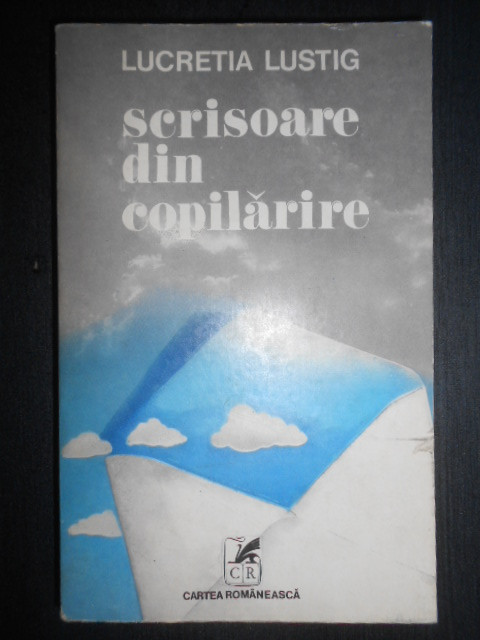 LUCRETIA LUSTIG
scrisoare
din
copilărire
CR
CARTEA ROMÂNEASCĂ